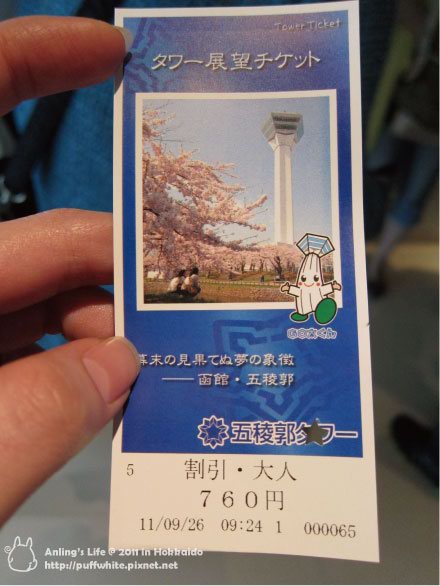 Tower Ticket
タワー展望チケット
幕末の見果てぬ夢の象徴
──函館・五稜郭
五稜郭タワー
5 割引・大人
760円
11/09/26 09:24 1 000065
Anling's Life @ 2011 in Hokkaido
http://puffwhite.pixnet.net